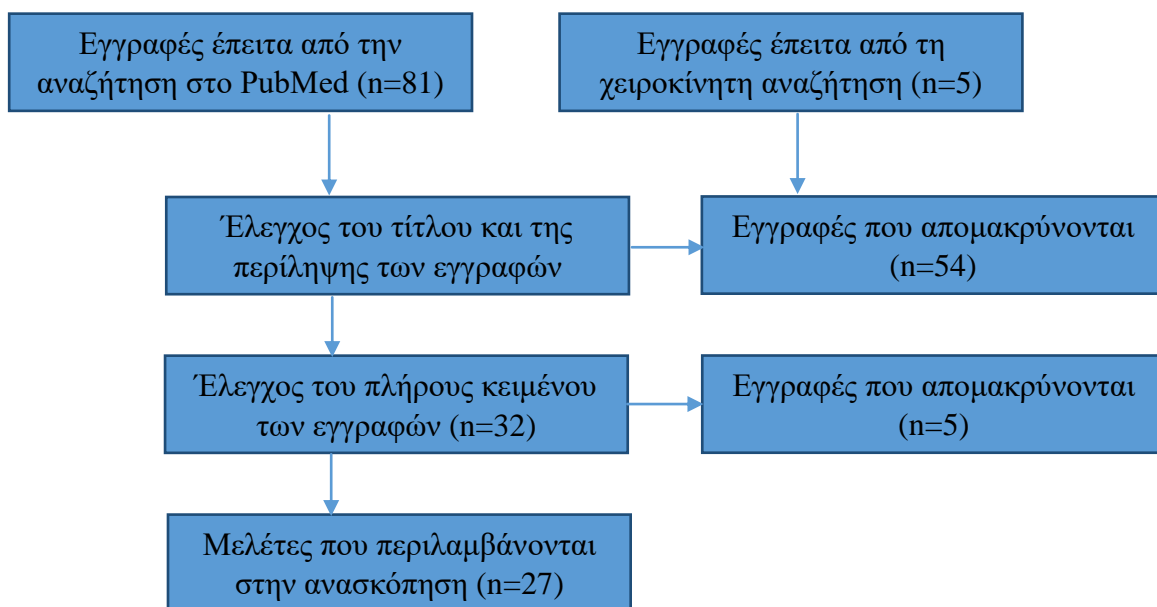 Εγγραφές έπειτα από την
αναζήτηση στο PubMed (n=81)
Εγγραφές έπειτα από τη
χειροκίνητη αναζήτηση (n=5)
Έλεγχος του τίτλου και της
περίληψης των εγγραφών
Εγγραφές που απομακρύνονται
(n=54)
Έλεγχος του πλήρους κειμένου
των εγγραφών (n=32)
Εγγραφές που απομακρύνονται
(n=5)
Μελέτες που περιλαμβάνονται
στην ανασκόπηση (n=27)